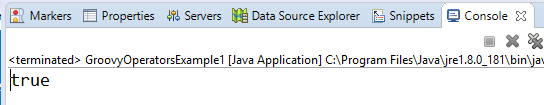 Markers Properties Servers Data Source Explorer Snippets Console
<terminated> GroovyOperatorsExample1 [Java Application] C:\Program Files\Java\jre1.8.0_181\bin\jav
true